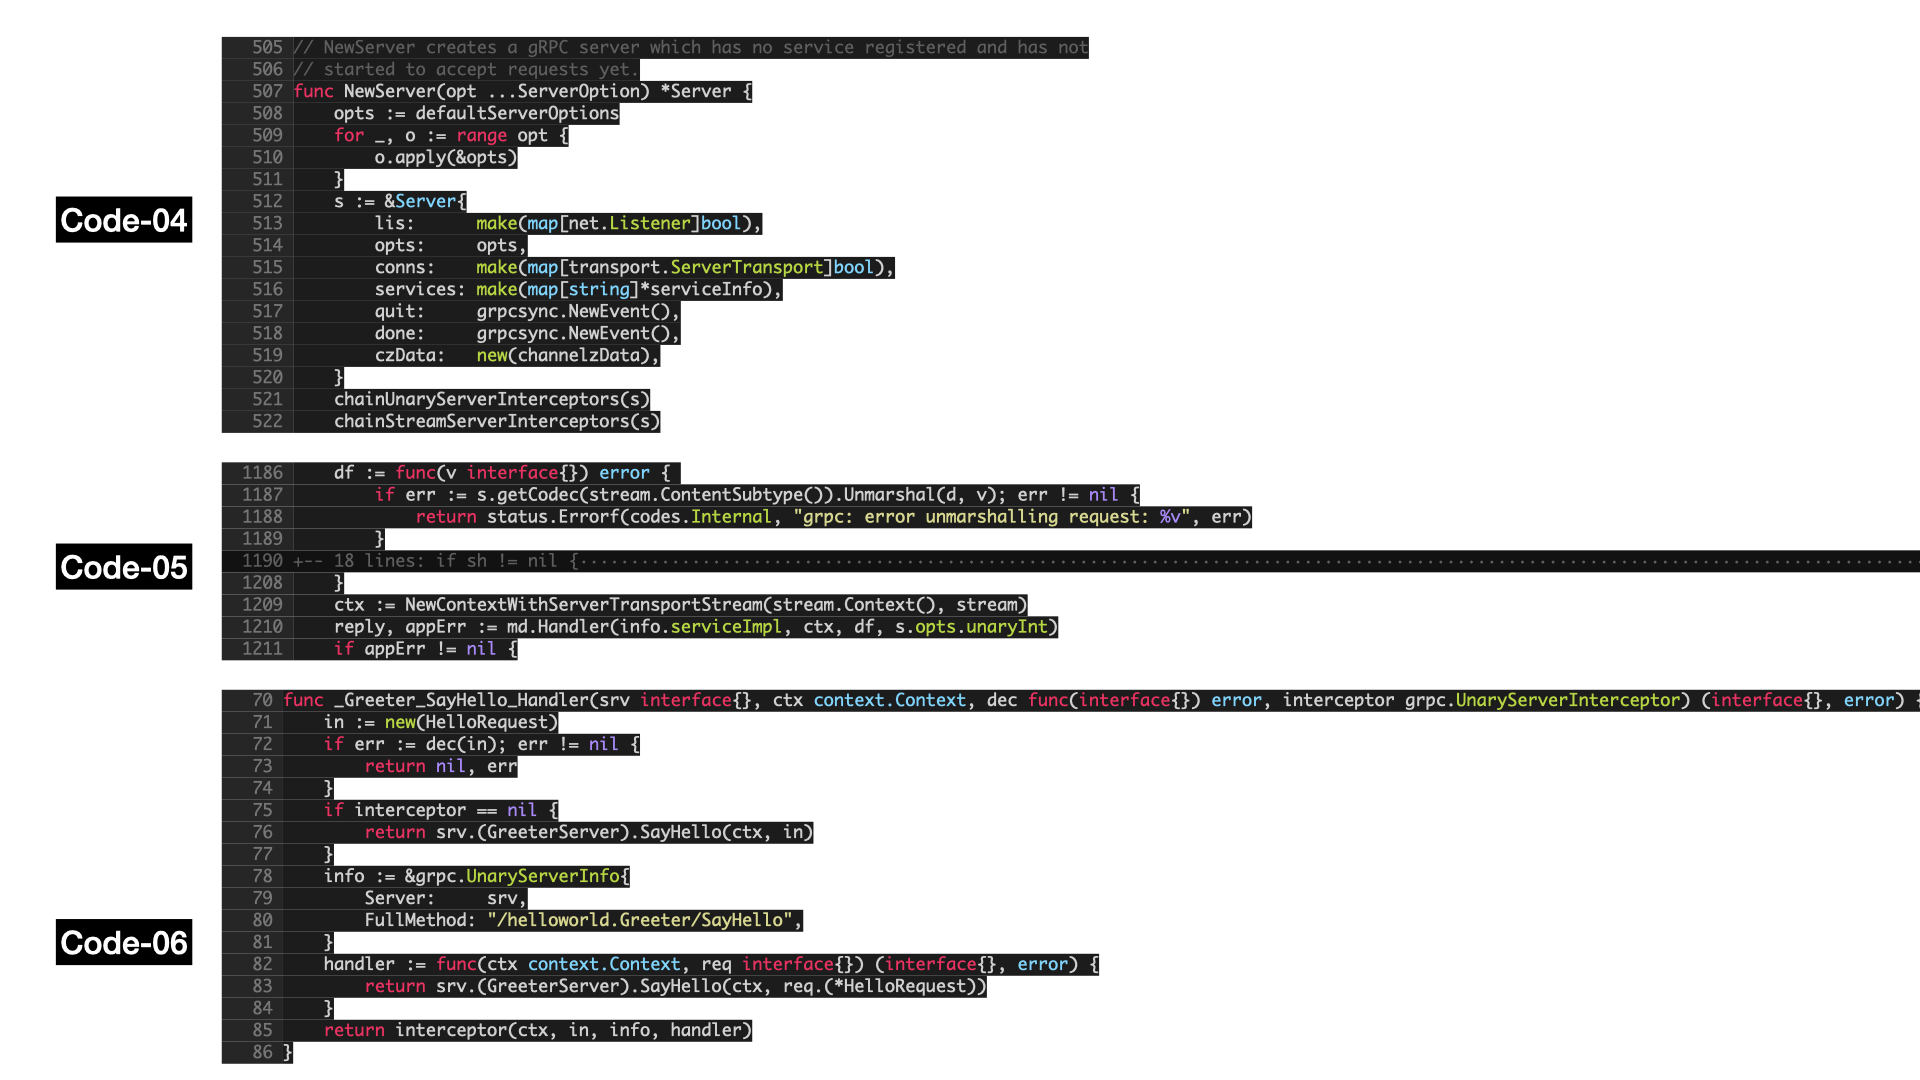 Code-04
505 // NewServer creates a gRPC server which has no service registered and has not
506 // started to accept requests yet.
507 func NewServer(opt ...ServerOption) *Server {
508     opts := defaultServerOptions
509     for _, o := range opt {
510         o.apply(&opts)
511     }
512     s := &Server{
513         lis:      make(map[net.Listener]bool),
514         opts:     opts,
515         conns:    make(map[transport.ServerTransport]bool),
516         services: make(map[string]*serviceInfo),
517         quit:     grpcsync.NewEvent(),
518         done:     grpcsync.NewEvent(),
519         czData:   new(channelzData),
520     }
521     chainUnaryServerInterceptors(s)
522     chainStreamServerInterceptors(s)
Code-05
1186     df := func(v interface{}) error {
1187         if err := s.getCodec(stream.ContentSubtype()).Unmarshal(d, v); err != nil {
1188             return status.Errorf(codes.Internal, "grpc: error unmarshalling request: %v", err)
1189         }
1190 +-- 18 lines: if sh != nil {
1208     }
1209     ctx := NewContextWithServerTransportStream(stream.Context(), stream)
1210     reply, appErr := md.Handler(info.serviceImpl, ctx, df, s.opts.unaryInt)
1211     if appErr != nil {
Code-06
70 func _Greeter_SayHello_Handler(srv interface{}, ctx context.Context, dec func(interface{}) error, interceptor grpc.UnaryServerInterceptor) (interface{}, error) {
71     in := new(HelloRequest)
72     if err := dec(in); err != nil {
73         return nil, err
74     }
75     if interceptor == nil {
76         return srv.(GreeterServer).SayHello(ctx, in)
77     }
78     info := &grpc.UnaryServerInfo{
79         Server:     srv,
80         FullMethod: "/helloworld.Greeter/SayHello",
81     }
82     handler := func(ctx context.Context, req interface{}) (interface{}, error) {
83         return srv.(GreeterServer).SayHello(ctx, req.(*HelloRequest))
84     }
85     return interceptor(ctx, in, info, handler)
86 }